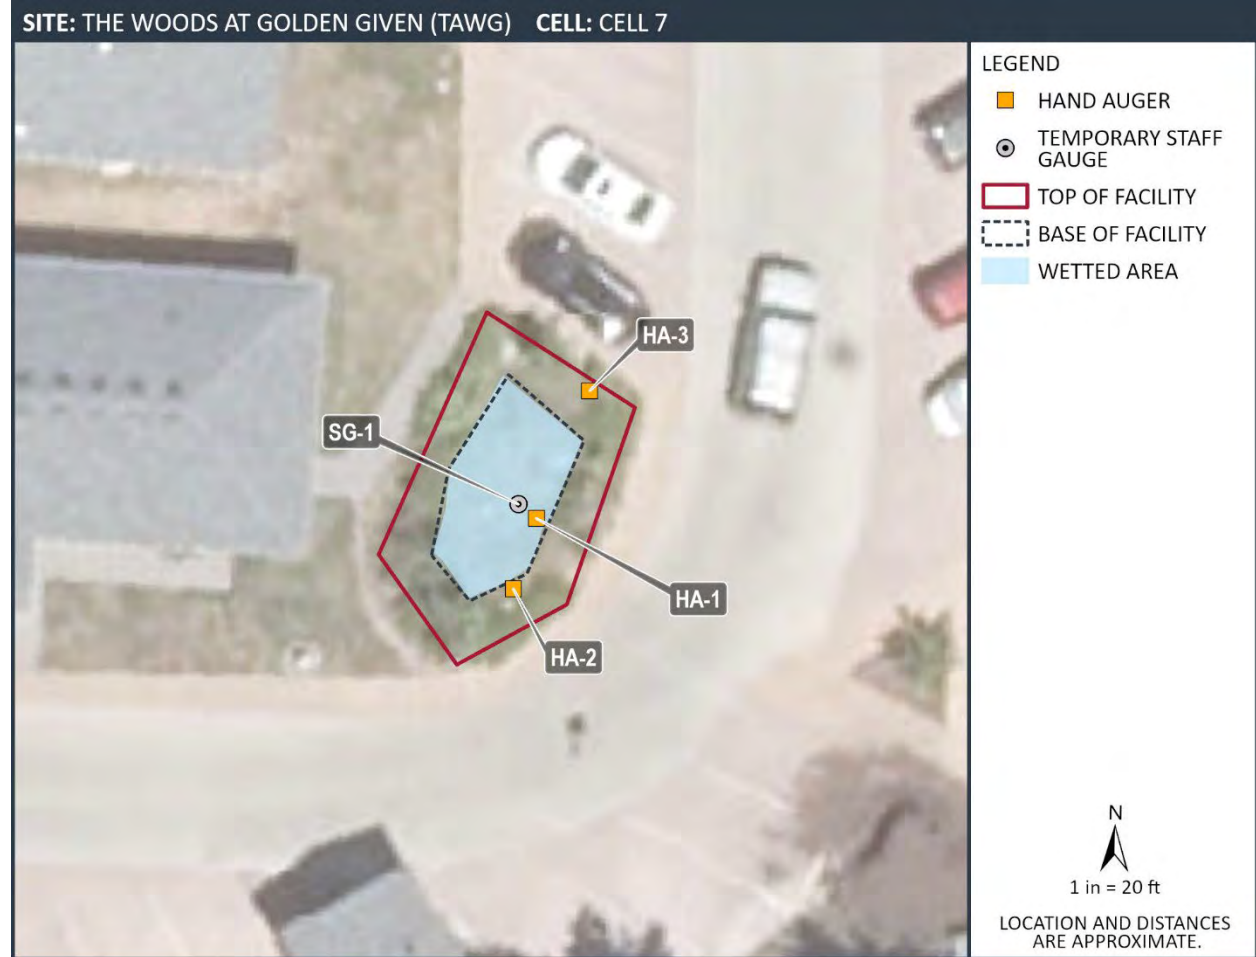 SITE: THE WOODS AT GOLDEN GIVEN (TAWG) CELL: CELL 7
LEGEND
HAND AUGER
TEMPORARY STAFF
GAUGE
TOP OF FACILITY
BASE OF FACILITY
WETTED AREA
HA-3
SG-1
HA-1
HA-2
N
1 in = 20 ft
LOCATION AND DISTANCES
ARE APPROXIMATE.